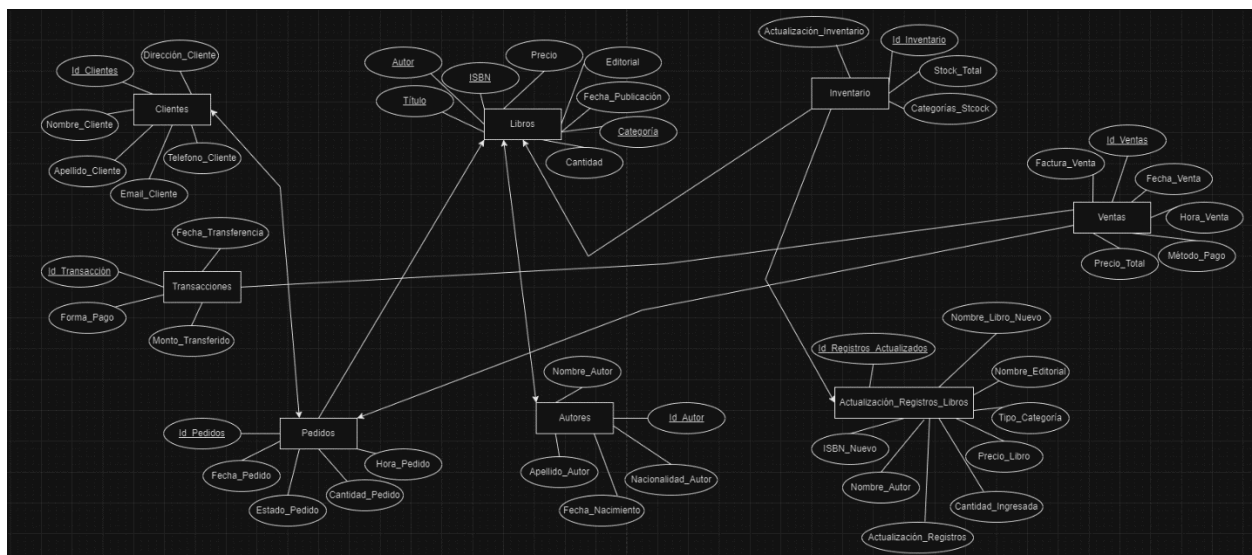 Dirección_Cliente
Id_Clientes
Clientes
Nombre_Cliente
Telefono_Cliente
Apellido_Cliente
Email_Cliente
Autor
ISBN
Precio
Editorial
Título
Fecha_Publicación
Libros
Categoría
Cantidad
Actualización_Inventario
Id_Inventario
Stock_Total
Inventario
Categorías_Stcock
Id_Ventas
Factura_Venta
Fecha_Venta
Ventas
Hora_Venta
Método_Pago
Precio_Total
Fecha_Transferencia
Id_Transacción
Transacciones
Forma_Pago
Monto_Transferido
Id_Pedidos
Pedidos
Fecha_Pedido
Hora_Pedido
Cantidad_Pedido
Estado_Pedido
Nombre_Autor
Id_Autor
Autores
Apellido_Autor
Nacionalidad_Autor
Fecha_Nacimiento
Nombre_Libro_Nuevo
Id_Registros_Actualizados
Nombre_Editorial
Actualización_Registros_Libros
Tipo_Categoría
ISBN_Nuevo
Precio_Libro
Nombre_Autor
Cantidad_Ingresada
Actualización_Registros